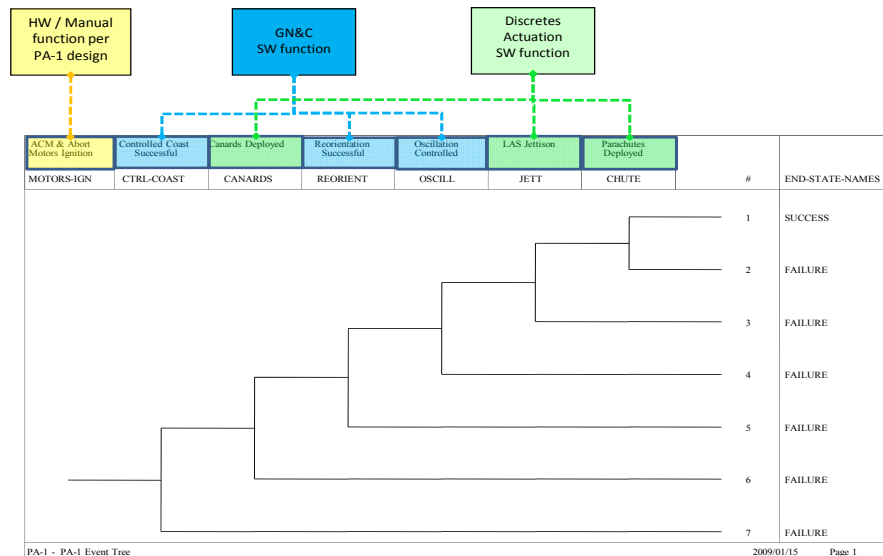 HW / Manual
function per
PA-1 design
GN&C
SW function
Discretes
Actuation
SW function
ACM & Abort
Motors Ignition
Controlled Coast
Successful
Canards Deployed
Reorientation
Successful
Oscillation
Controlled
LAS Jettison
Parachutes
Deployed
MOTORS-IGN
CTRL-COAST
CANARDS
REORIENT
OSCILL
JETT
CHUTE
#
END-STATE-NAMES
1 SUCCESS
2 FAILURE
3 FAILURE
4 FAILURE
5 FAILURE
6 FAILURE
7 FAILURE
PA-1 - PA-1 Event Tree
2009/01/15 Page 1